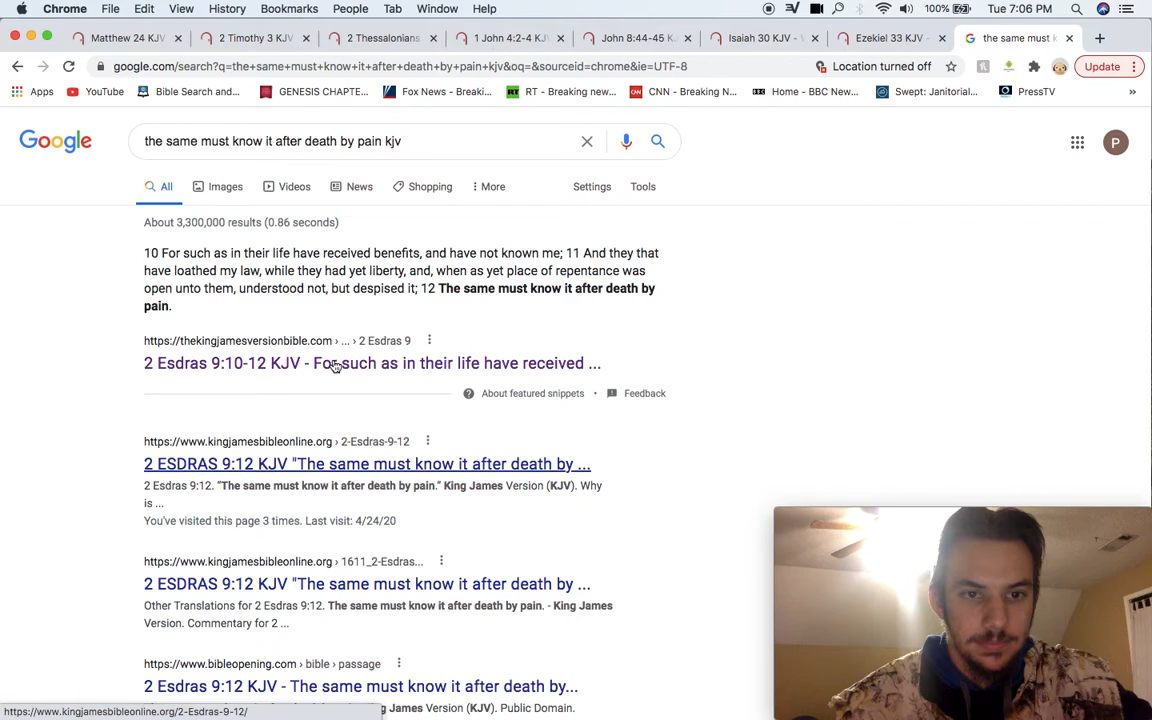 Chrome File Edit View History Bookmarks People Tab Window Help 100% Tue 7:06 PM
Matthew 24 KJV 2 Timothy 3 KJV 2 Thessalonians 1 John 4:2-4 KJV John 8:44-45 KJV Isaiah 30 KJV - Ezekiel 33 KJV - the same must k
google.com/search?q=the+same+must+know+it+after+death+by+pain+kjv&oq=&sourceid=chrome&ie=UTF-8 Location turned off Update
Apps YouTube Bible Search and... GENESIS CHAPTE... Fox News - Breaki... RT - Breaking new... CNN - Breaking N... Home - BBC New... Swept: Janitorial... PressTV »
Google the same must know it after death by pain kjv P
All Images Videos News Shopping More Settings Tools
About 3,300,000 results (0.86 seconds)
10 For such as in their life have received benefits, and have not known me; 11 And they that
have loathed my law, while they had yet liberty, and, when as yet place of repentance was
open unto them, understood not, but despised it; 12 The same must know it after death by
pain.
https://thekingjamesversionbible.com › ... › 2 Esdras 9
2 Esdras 9:10-12 KJV - For such as in their life have received ...
About featured snippets • Feedback
https://www.kingjamesbibleonline.org › 2-Esdras-9-12
2 ESDRAS 9:12 KJV "The same must know it after death by ...
2 Esdras 9:12. "The same must know it after death by pain." King James Version (KJV). Why
is ...
You've visited this page 3 times. Last visit: 4/24/20
https://www.kingjamesbibleonline.org › 1611_2-Esdras...
2 ESDRAS 9:12 KJV "The same must know it after death by ...
Other Translations for 2 Esdras 9:12. The same must know it after death by pain. - King James
Version. Commentary for 2 ...
https://www.bibleopening.com › bible › passage
2 Esdras 9:12 KJV - The same must know it after death by...
https://www.kingjamesbibleonline.org/2-Esdras-9-12/ King James Version (KJV). Public Domain.